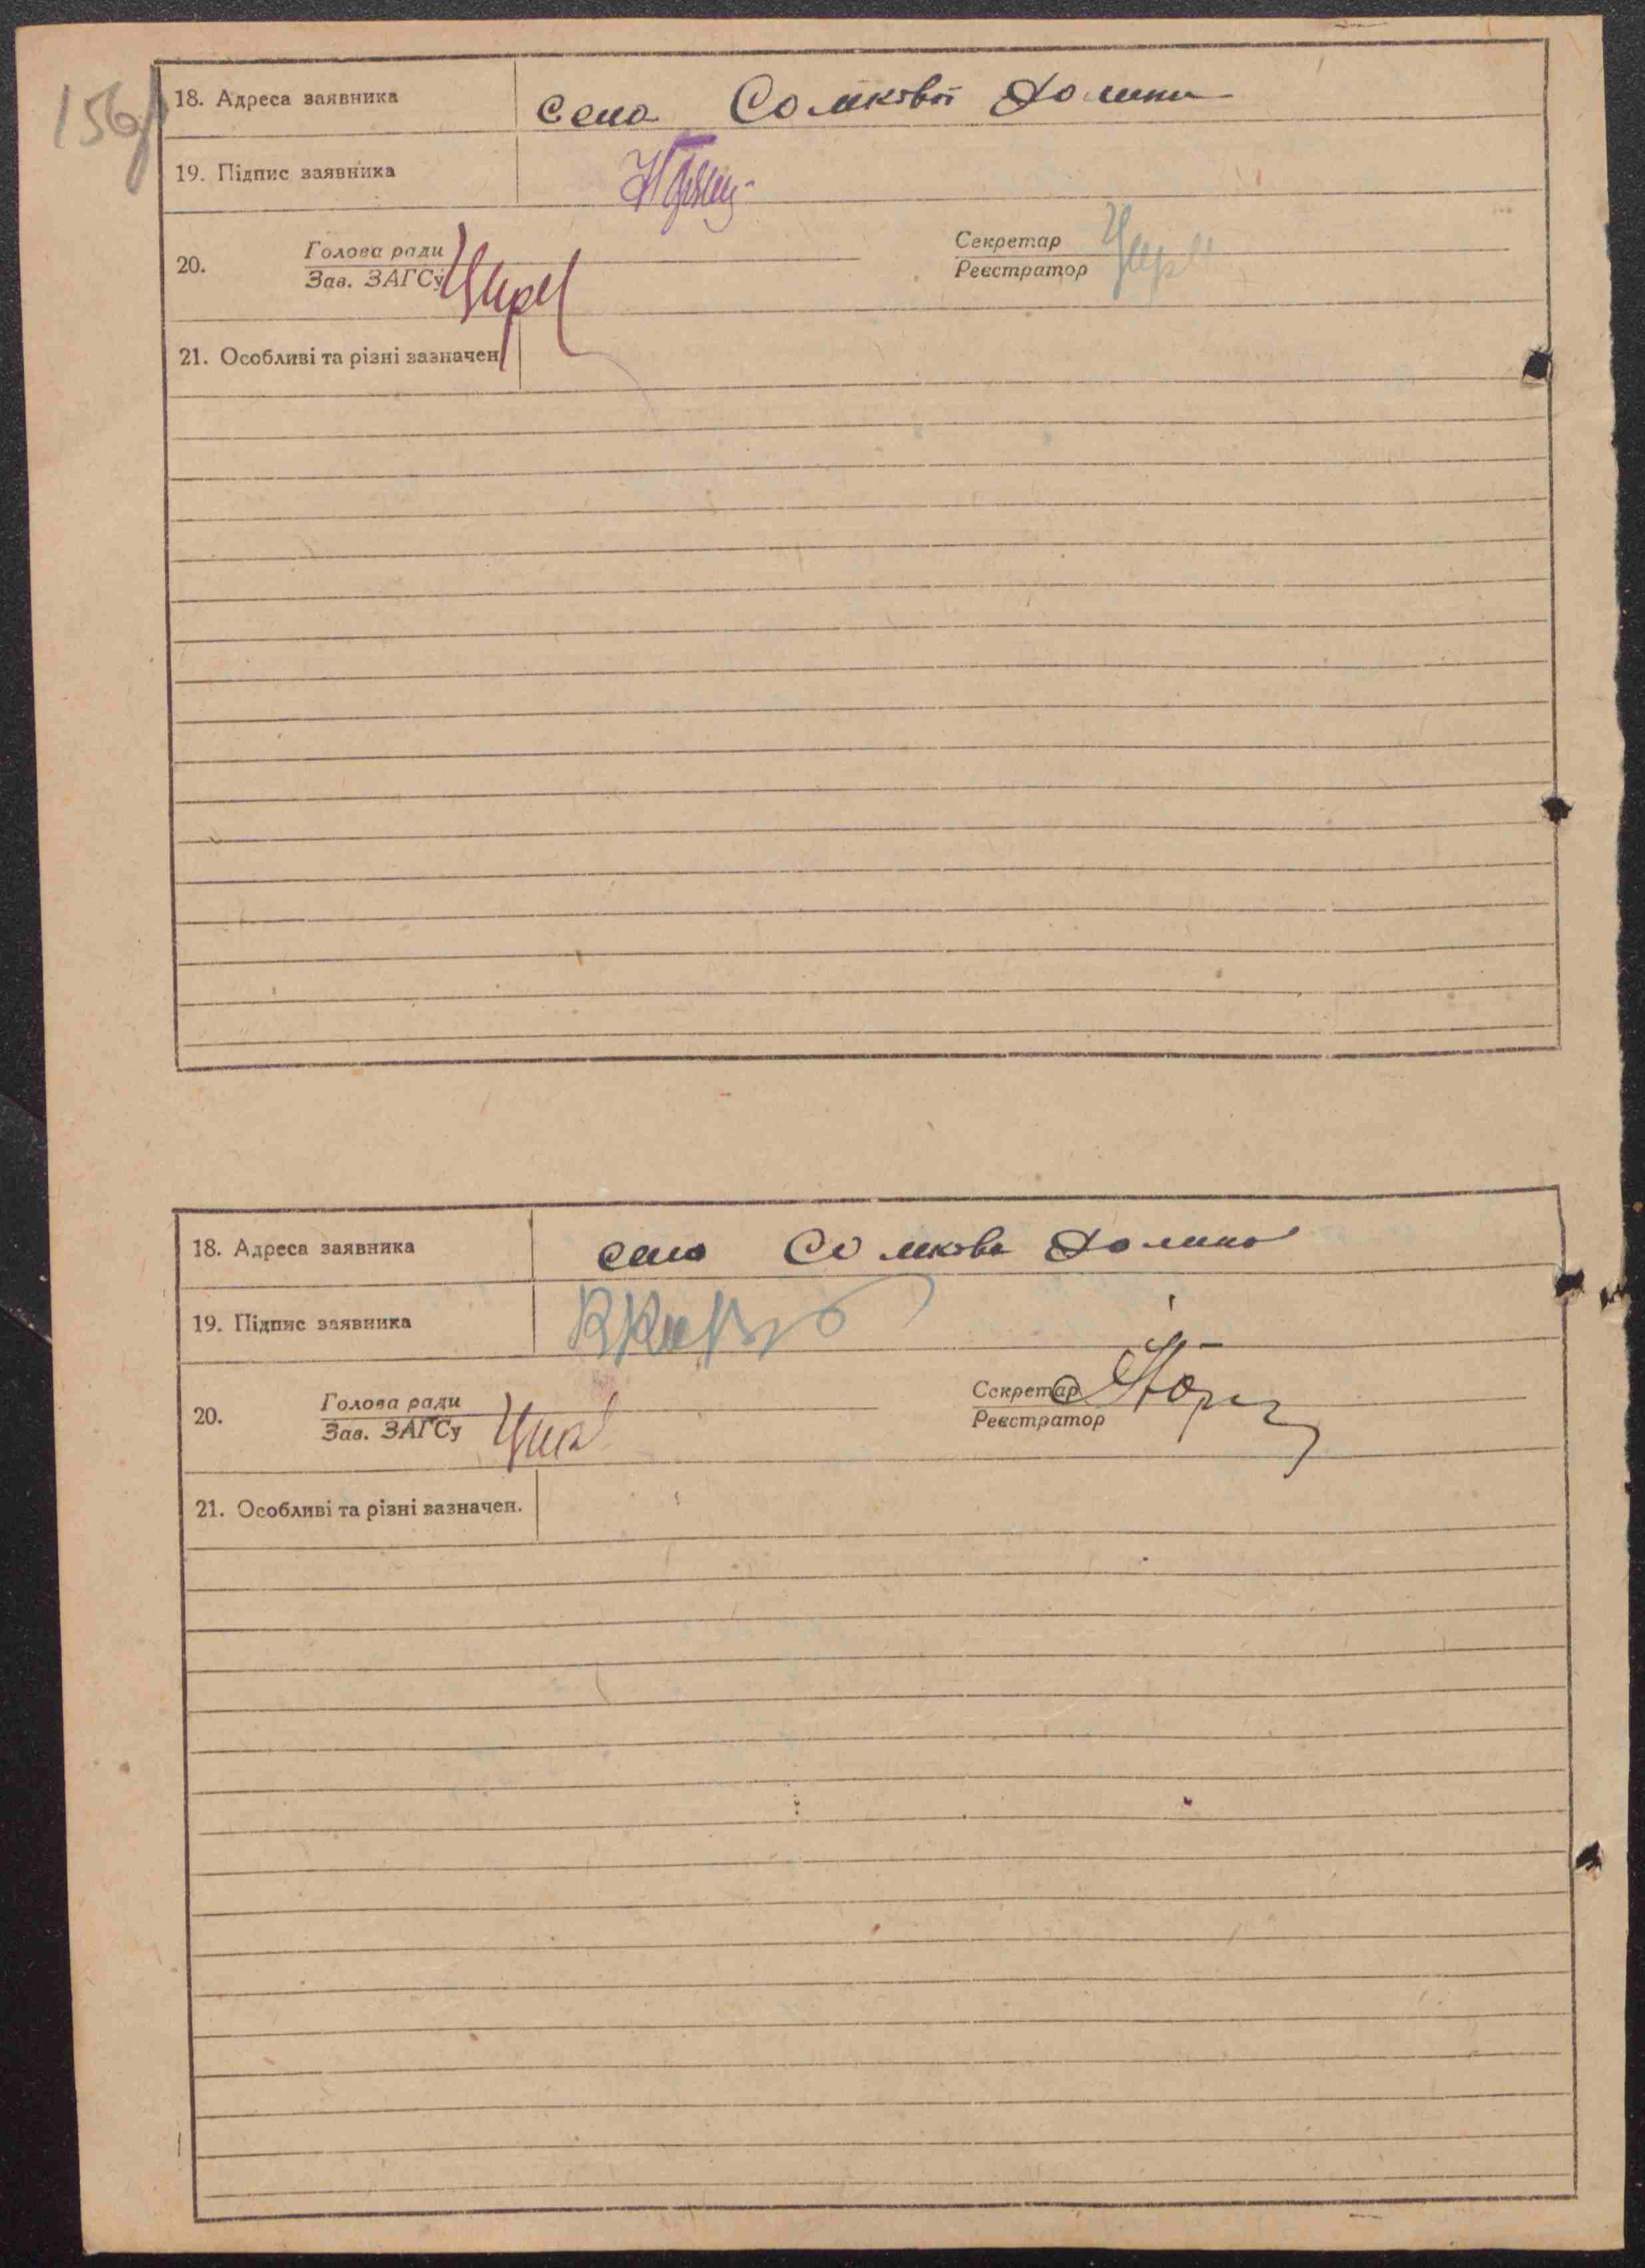 156
18. Адреса заявника села Сомкової Долини
19. Підпис заявника
20. Голова ради Секретар
Зав. ЗАГСу Реєстратор
21. Особливі та різні зазначен.
18. Адреса заявника село Сомкова Долина
19. Підпис заявника
20. Голова ради Секретар
Зав. ЗАГСу Реєстратор
21. Особливі та різні зазначен.